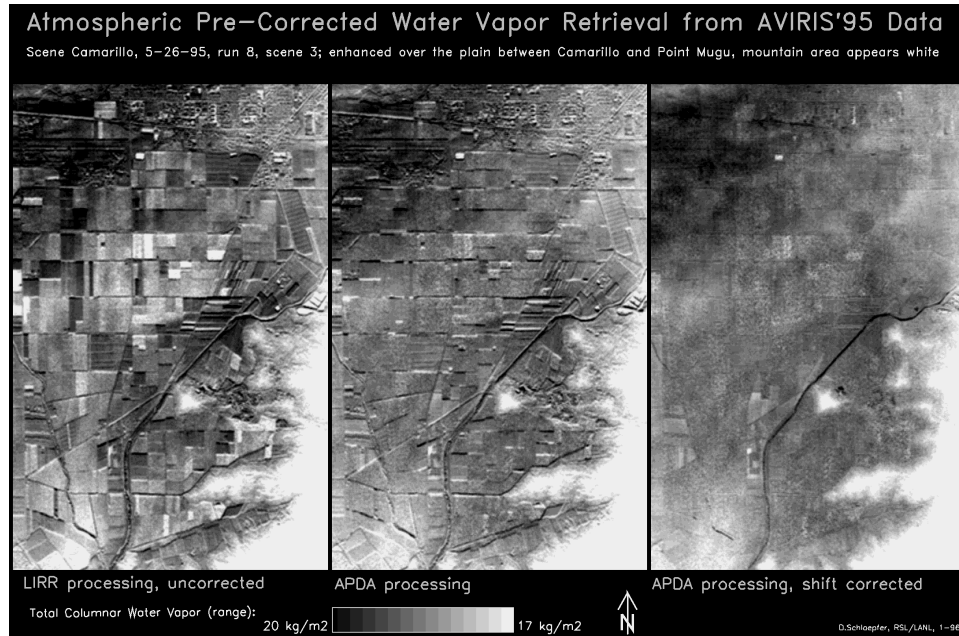 Atmospheric Pre-Corrected Water Vapor Retrieval from AVIRIS'95 Data
Scene Camarillo, 5-26-95, run 8, scene 3; enhanced over the plain between Camarillo and Point Mugu, mountain area appears white
LIRR processing, uncorrected
APDA processing
APDA processing, shift corrected
Total Columnar Water Vapor (range):
20 kg/m2
17 kg/m2
N
D.Schlaepfer, RSL/LANL, 1-96